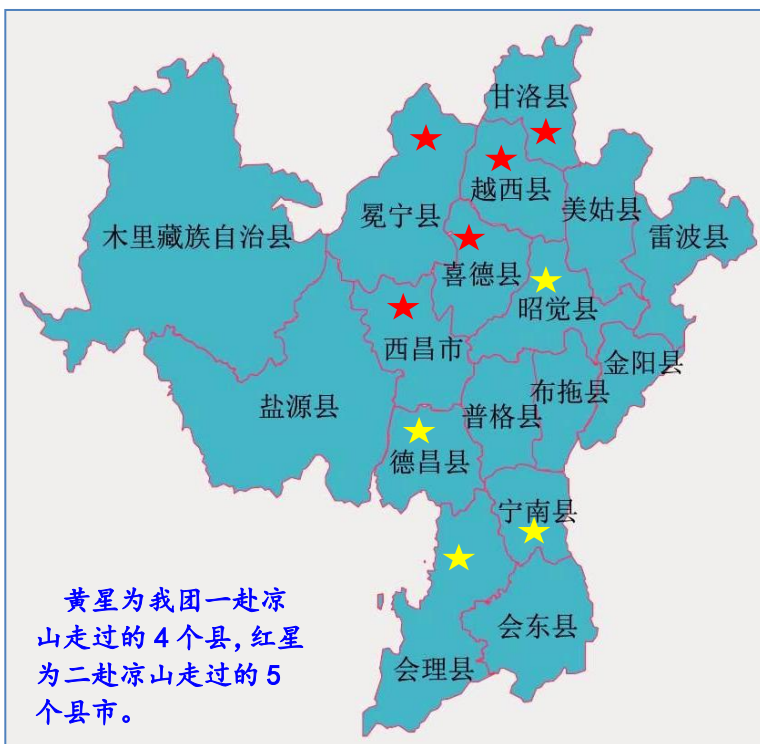 甘洛县
越西县
美姑县
冕宁县
木里藏族自治县
雷波县
喜德县
昭觉县
西昌市
金阳县
布拖县
盐源县
普格县
德昌县
宁南县
会东县
会理县
黄星为我团一赴凉
山走过的4个县,红星
为二赴凉山走过的5
个县市。